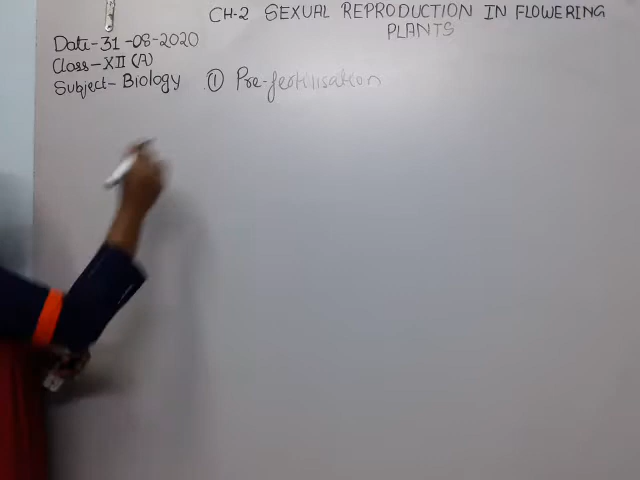 CH-2 SEXUAL REPRODUCTION IN FLOWERING
PLANTS
Date-31-08-2020
Class-XII (A)
Subject-Biology
① Pre-fertilisation